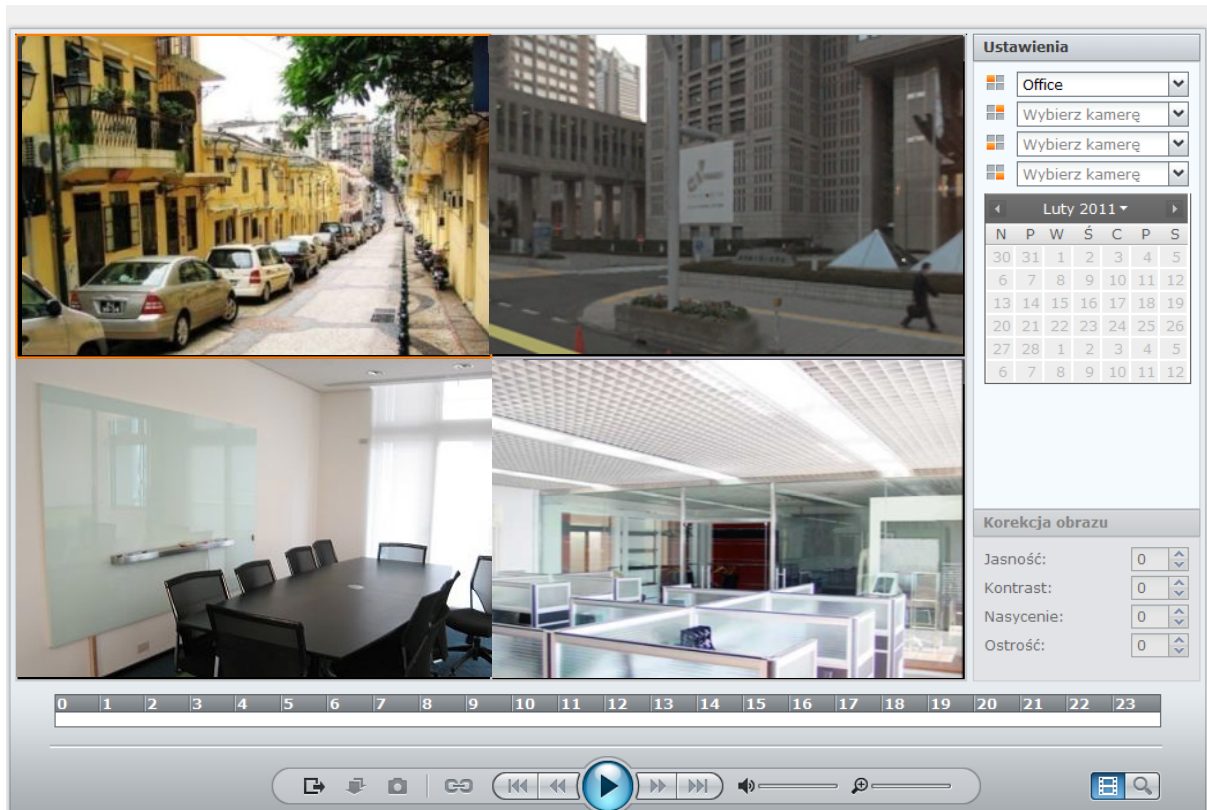 Ustawienia
Office
Wybierz kamerę
Wybierz kamerę
Wybierz kamerę
Luty 2011
N P W Ś C P S
30 31 1 2 3 4 5
6 7 8 9 10 11 12
13 14 15 16 17 18 19
20 21 22 23 24 25 26
27 28 1 2 3 4 5
6 7 8 9 10 11 12
Korekcja obrazu
Jasność: 0
Kontrast: 0
Nasycenie: 0
Ostrość: 0
0 1 2 3 4 5 6 7 8 9 10 11 12 13 14 15 16 17 18 19 20 21 22 23